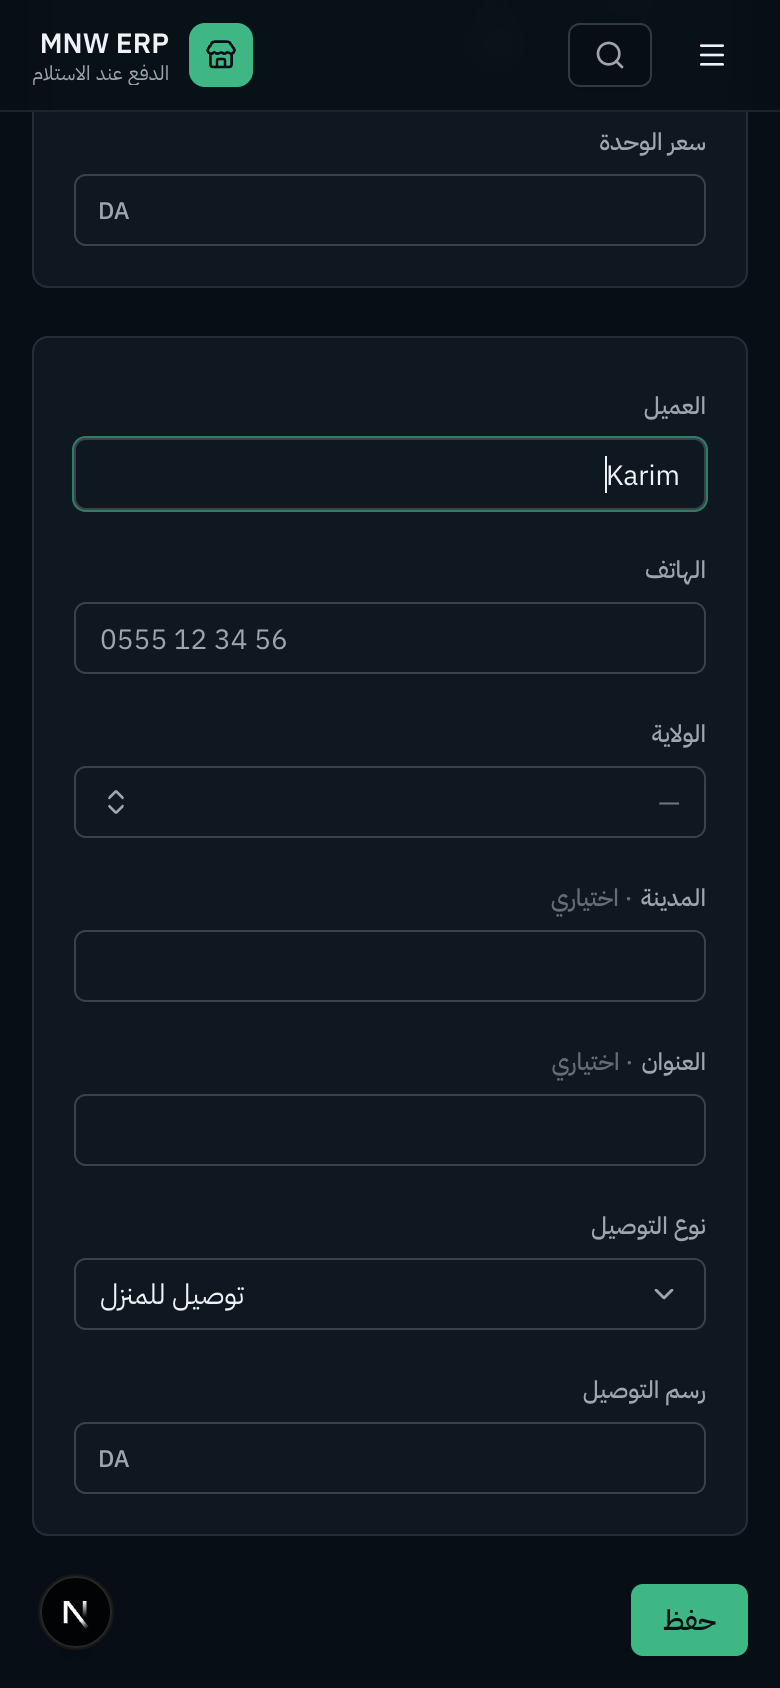 MNW ERP
الدفع عند الاستلام
سعر الوحدة
DA
العميل
Karim
الهاتف
0555 12 34 56
الولاية
—
المدينة · اختياري
العنوان · اختياري
نوع التوصيل
توصيل للمنزل
رسم التوصيل
DA
N
حفظ